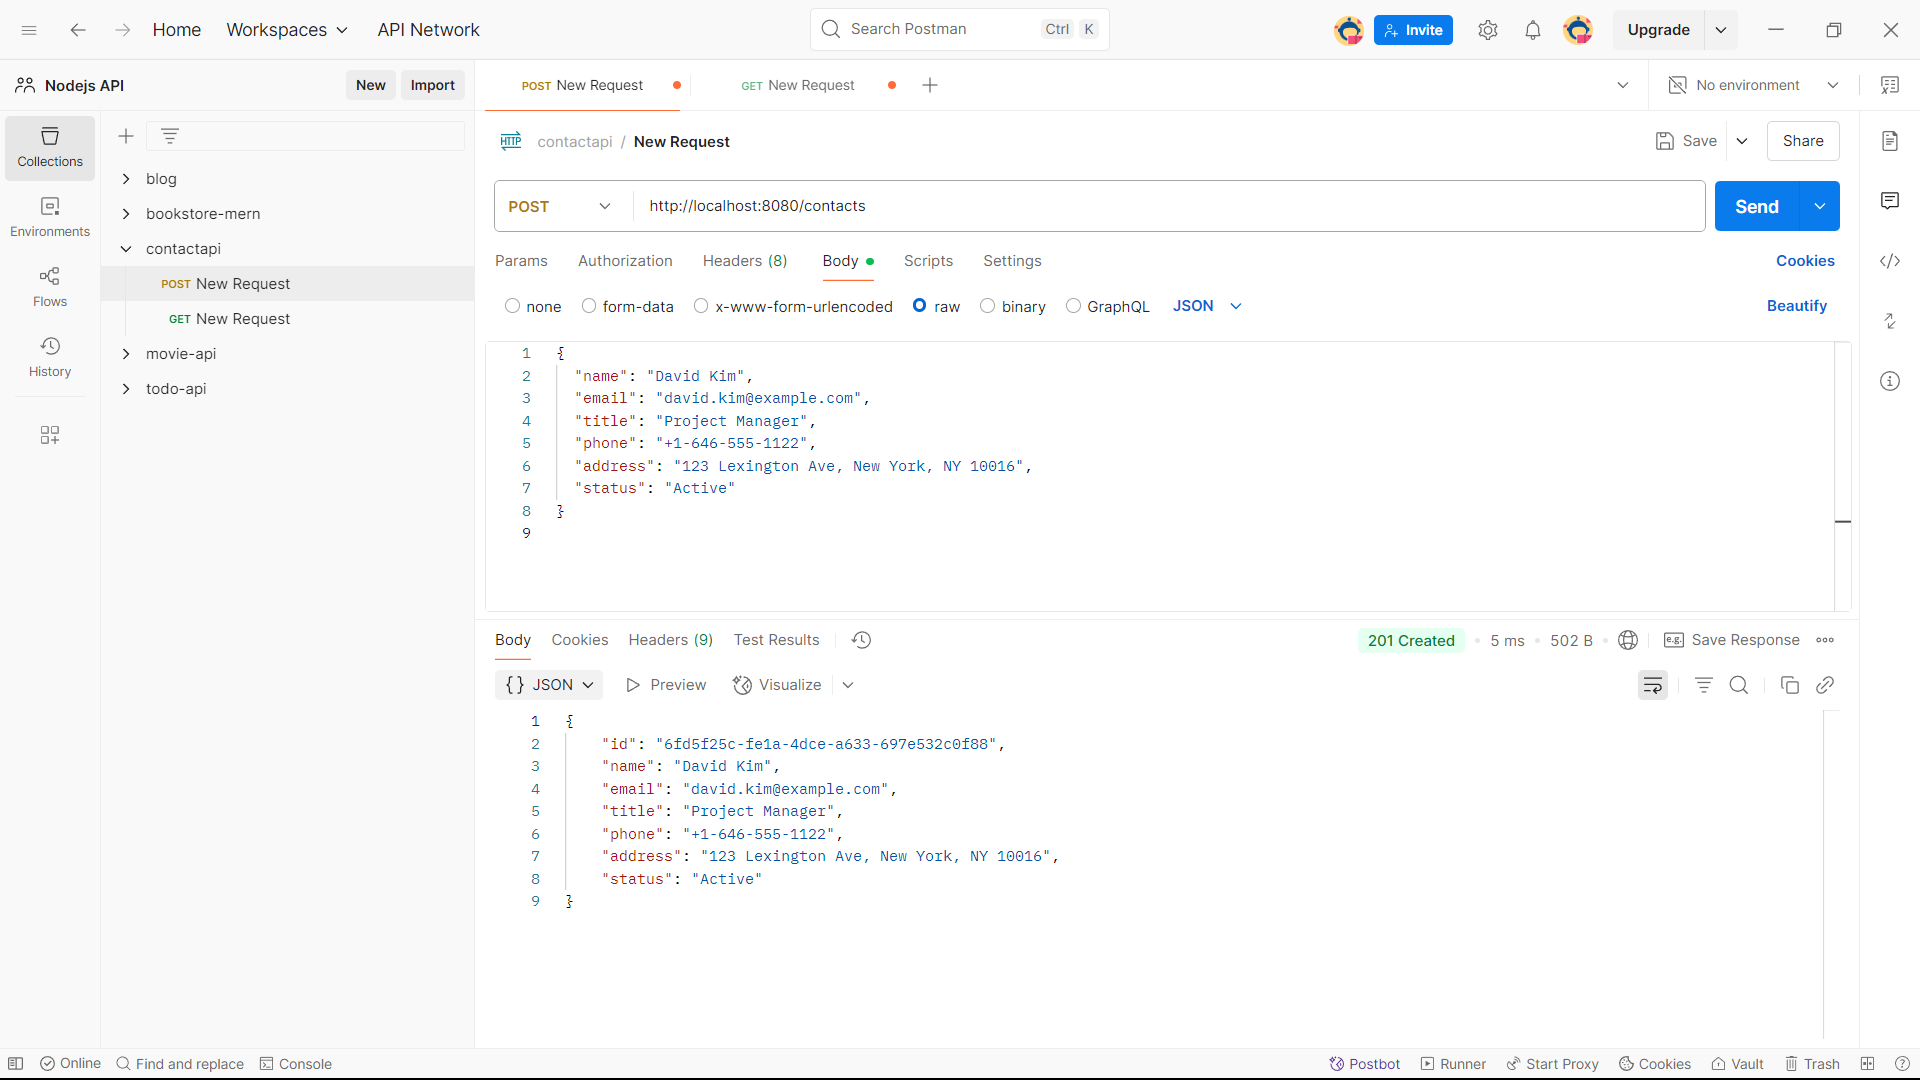 Home Workspaces API Network
Search Postman Ctrl K
Invite Upgrade
Nodejs API New Import
POST New Request GET New Request
No environment
Collections
Environments
Flows
History
blog
bookstore-mern
contactapi
POST New Request
GET New Request
movie-api
todo-api
HTTP contactapi / New Request
Save Share
POST http://localhost:8080/contacts Send
Params Authorization Headers (8) Body Scripts Settings Cookies
none form-data x-www-form-urlencoded raw binary GraphQL JSON Beautify
1 {
2 "name": "David Kim",
3 "email": "david.kim@example.com",
4 "title": "Project Manager",
5 "phone": "+1-646-555-1122",
6 "address": "123 Lexington Ave, New York, NY 10016",
7 "status": "Active"
8 }
9
Body Cookies Headers (9) Test Results
201 Created 5 ms 502 B e.g. Save Response
{} JSON Preview Visualize
1 {
2 "id": "6fd5f25c-fe1a-4dce-a633-697e532c0f88",
3 "name": "David Kim",
4 "email": "david.kim@example.com",
5 "title": "Project Manager",
6 "phone": "+1-646-555-1122",
7 "address": "123 Lexington Ave, New York, NY 10016",
8 "status": "Active"
9 }
Online Find and replace Console
Postbot Runner Start Proxy Cookies Vault Trash